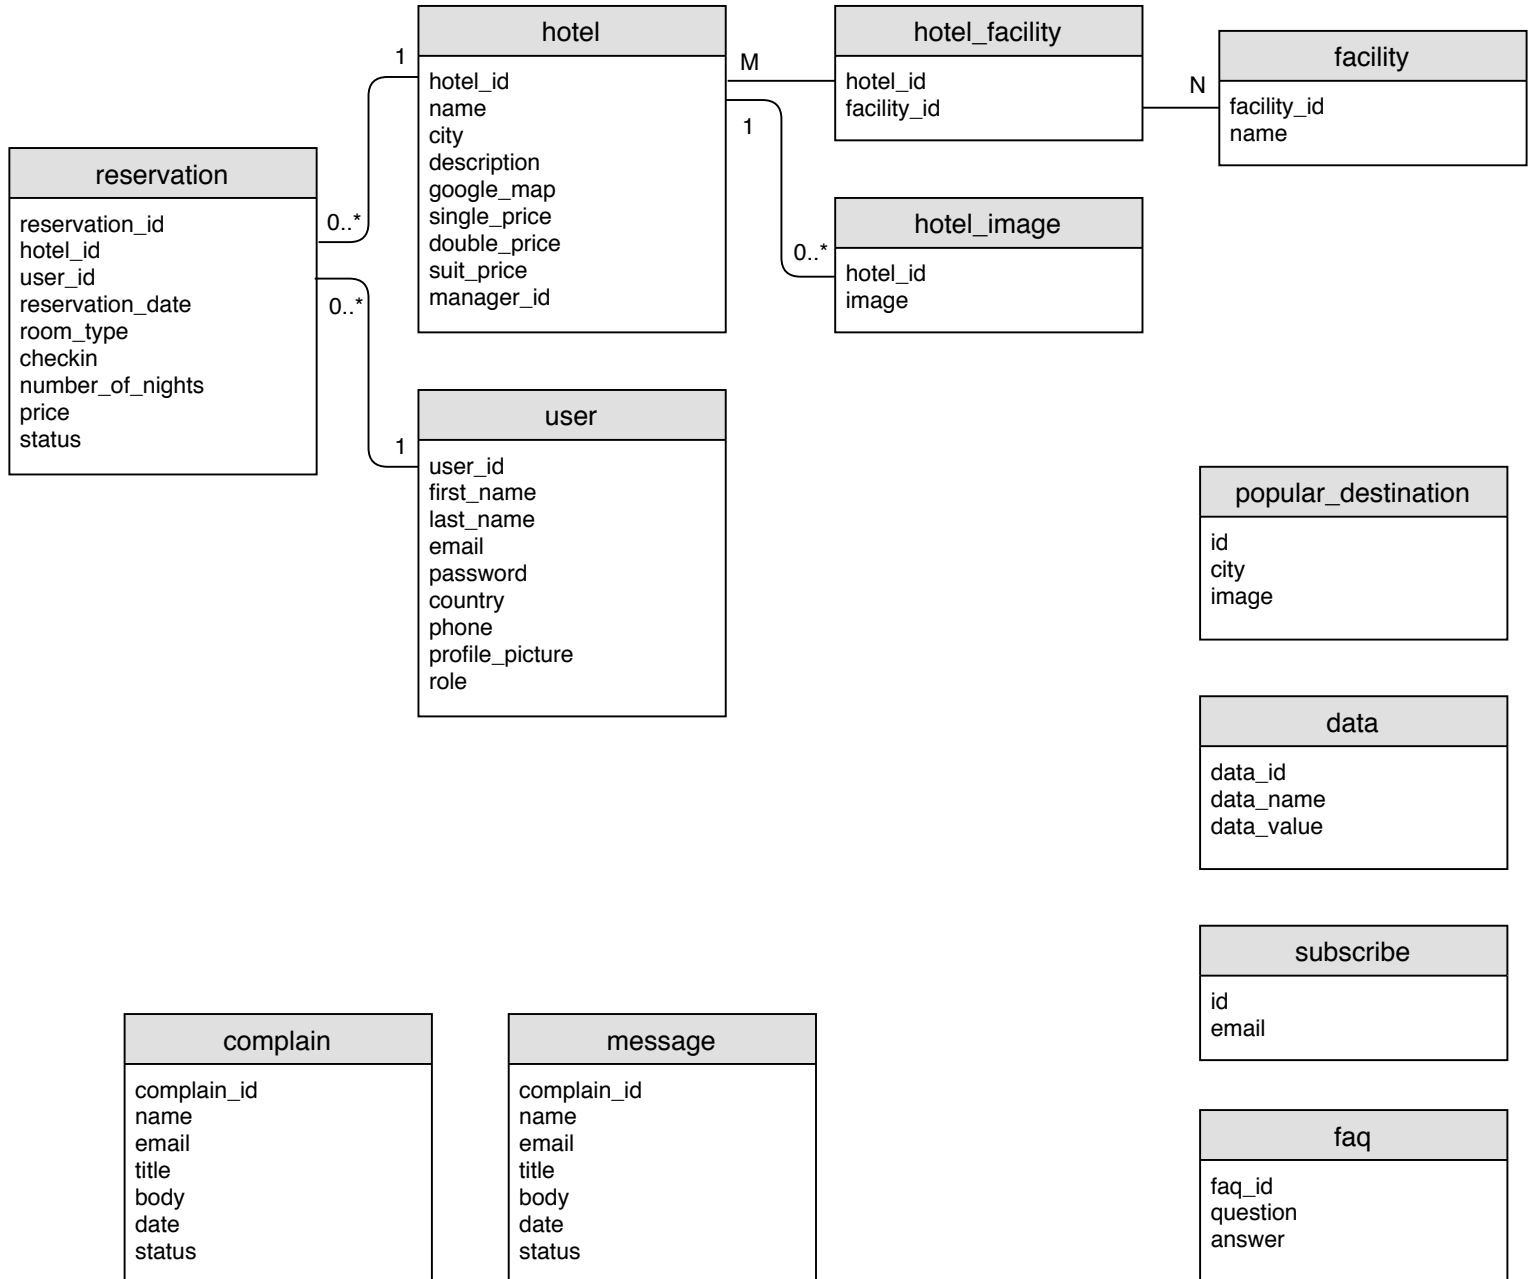 hotel
hotel_id
name
city
description
google_map
single_price
double_price
suit_price
manager_id
hotel_facility
hotel_id
facility_id
facility
facility_id
name
1
M
N
1
0..*
0..*
0..*
1
reservation
reservation_id
hotel_id
user_id
reservation_date
room_type
checkin
number_of_nights
price
status
hotel_image
hotel_id
image
user
user_id
first_name
last_name
email
password
country
phone
profile_picture
role
popular_destination
id
city
image
data
data_id
data_name
data_value
subscribe
id
email
complain
complain_id
name
email
title
body
date
status
message
complain_id
name
email
title
body
date
status
faq
faq_id
question
answer